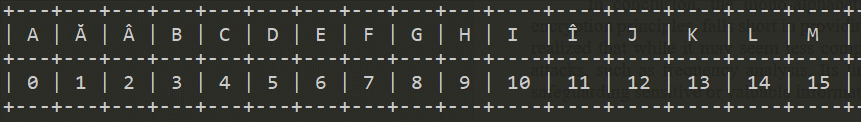 +---+---+---+---+---+---+---+---+---+---+----+----+----+----+----+----+
| A | Ă | Â | B | C | D | E | F | G | H | I | Î | J | K | L | M |
+---+---+---+---+---+---+---+---+---+---+----+----+----+----+----+----+
| 0 | 1 | 2 | 3 | 4 | 5 | 6 | 7 | 8 | 9 | 10 | 11 | 12 | 13 | 14 | 15 |
+---+---+---+---+---+---+---+---+---+---+----+----+----+----+----+----+